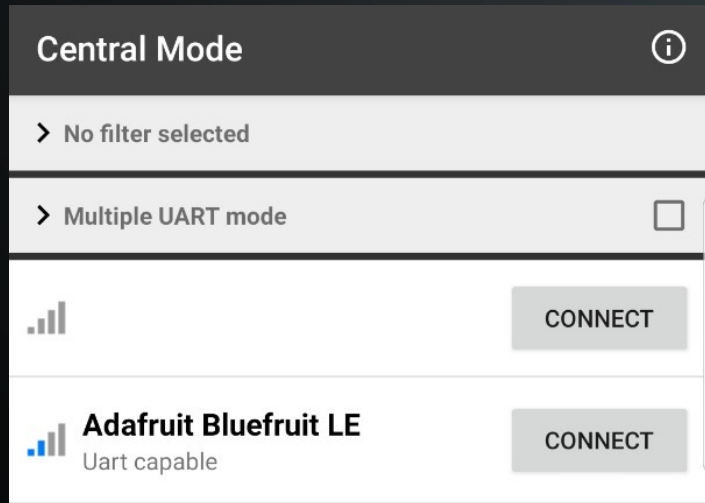 Central Mode
No filter selected
Multiple UART mode
CONNECT
Adafruit Bluefruit LE
Uart capable
CONNECT